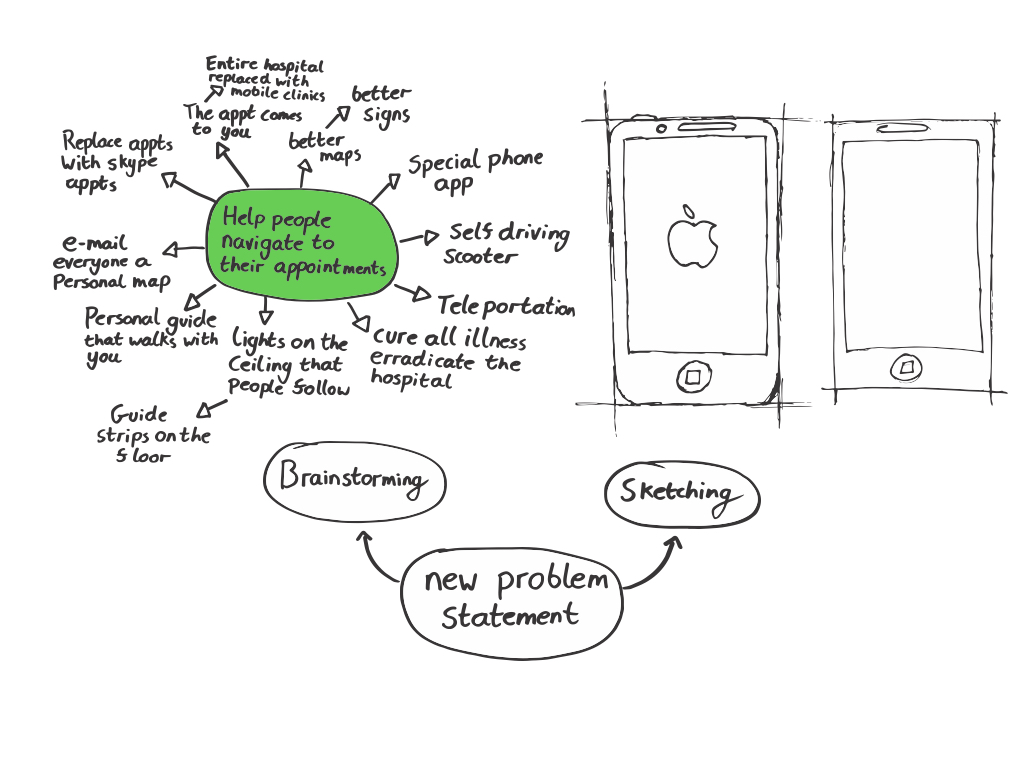 Entire hospital
replaced with
mobile clinics
The appt comes
to you
better
signs
better
maps
Replace appts
with skype
appts
Special phone
app
Help people
navigate to
their appointments
e-mail
everyone a
Personal map
Self driving
scooter
Teleportation
Personal guide
that walks with
you
lights on the
Ceiling that
People follow
cure all illness
erradicate the
hospital
Guide
strips on the
floor
Brainstorming
Sketching
new problem
Statement